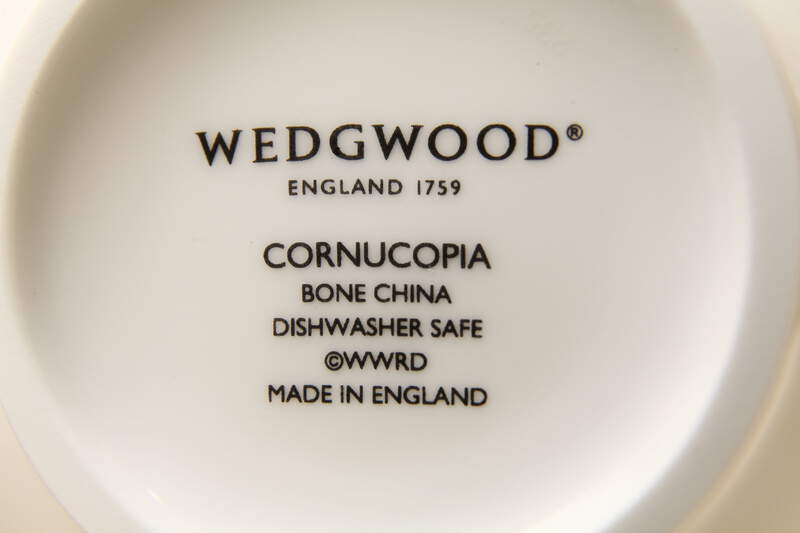 WEDGWOOD®
ENGLAND 1759
CORNUCOPIA
BONE CHINA
DISHWASHER SAFE
©WWRD
MADE IN ENGLAND